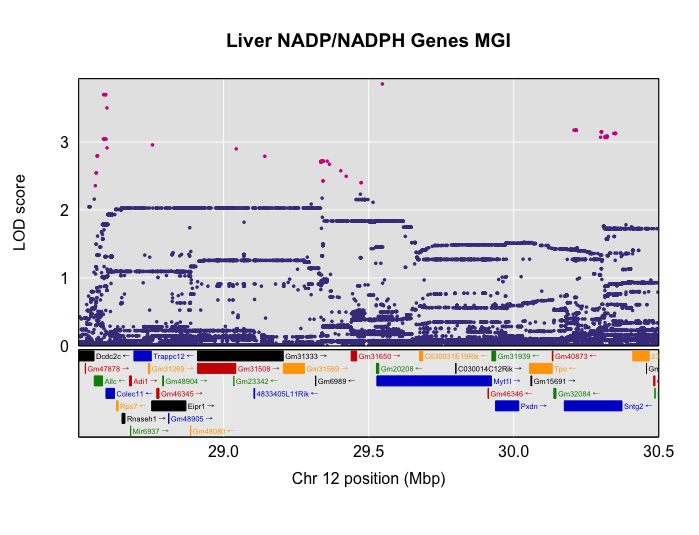 Liver NADP/NADPH Genes MGI
LOD score
3
2
1
0
Dcdc2c ← Trappc12 ← Gm31333 → Gm31650 → C630031E19Rik ← Gm31939 → Gm40873 →
Gm47878 → Gm31269 ← Gm31508 → Gm31569 ← Gm20208 ← C030014C12Rik → Tpo ←
Allc ← Adi1 → Gm48904 → Gm23342 ← Gm6989 → Myt1l → Gm15691 →
Colec11 ← Gm46345 ← 4833405L11Rik ← Gm46346 ← Gm32084 ←
Rps7 ← Eipr1 → Pxdn → Sntg2 ←
Rnaseh1 → Gm48905 →
Mir6937 → Gm48080 ←
29.0
29.5
30.0
30.5
Chr 12 position (Mbp)